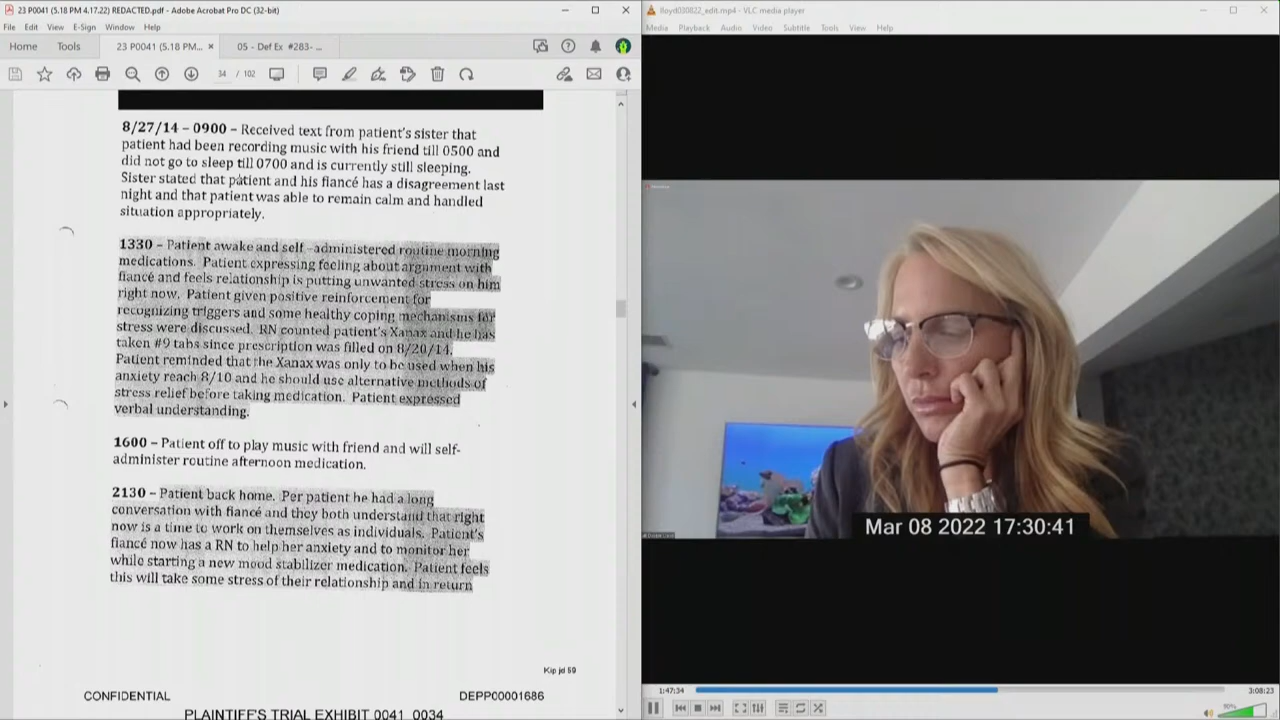 23 P0041 (5.18 PM 4.17.22) REDACTED.pdf - Adobe Acrobat Pro DC (32-bit)
File Edit View E-Sign Window Help
Home Tools 23 P0041 (5.18 PM... × 05 - Def Ex #283- ...
34 / 102
8/27/14 – 0900 – Received text from patient's sister that
patient had been recording music with his friend till 0500 and
did not go to sleep till 0700 and is currently still sleeping.
Sister stated that patient and his fiancé has a disagreement last
night and that patient was able to remain calm and handled
situation appropriately.
1330 – Patient awake and self –administered routine morning
medications. Patient expressing feeling about argument with
fiancé and feels relationship is putting unwanted stress on him
right now. Patient given positive reinforcement for
recognizing triggers and some healthy coping mechanisms for
stress were discussed. RN counted patient's Xanax and he has
taken #9 tabs since prescription was filled on 8/20/14.
Patient reminded that the Xanax was only to be used when his
anxiety reach 8/10 and he should use alternative methods of
stress relief before taking medication. Patient expressed
verbal understanding.
1600 – Patient off to play music with friend and will self-
administer routine afternoon medication.
2130 – Patient back home. Per patient he had a long
conversation with fiancé and they both understand that right
now is a time to work on themselves as individuals. Patient's
fiancé now has a RN to help her anxiety and to monitor her
while starting a new mood stabilizer medication. Patient feels
this will take some stress of their relationship and in return
Kip jd 59
CONFIDENTIAL DEPP00001686
PLAINTIFF'S TRIAL EXHIBIT 0041_0034
lloyd030822_edit.mp4 - VLC media player
Media Playback Audio Video Subtitle Tools View Help
Mar 08 2022 17:30:41
1:47:34 3:08:23
90%